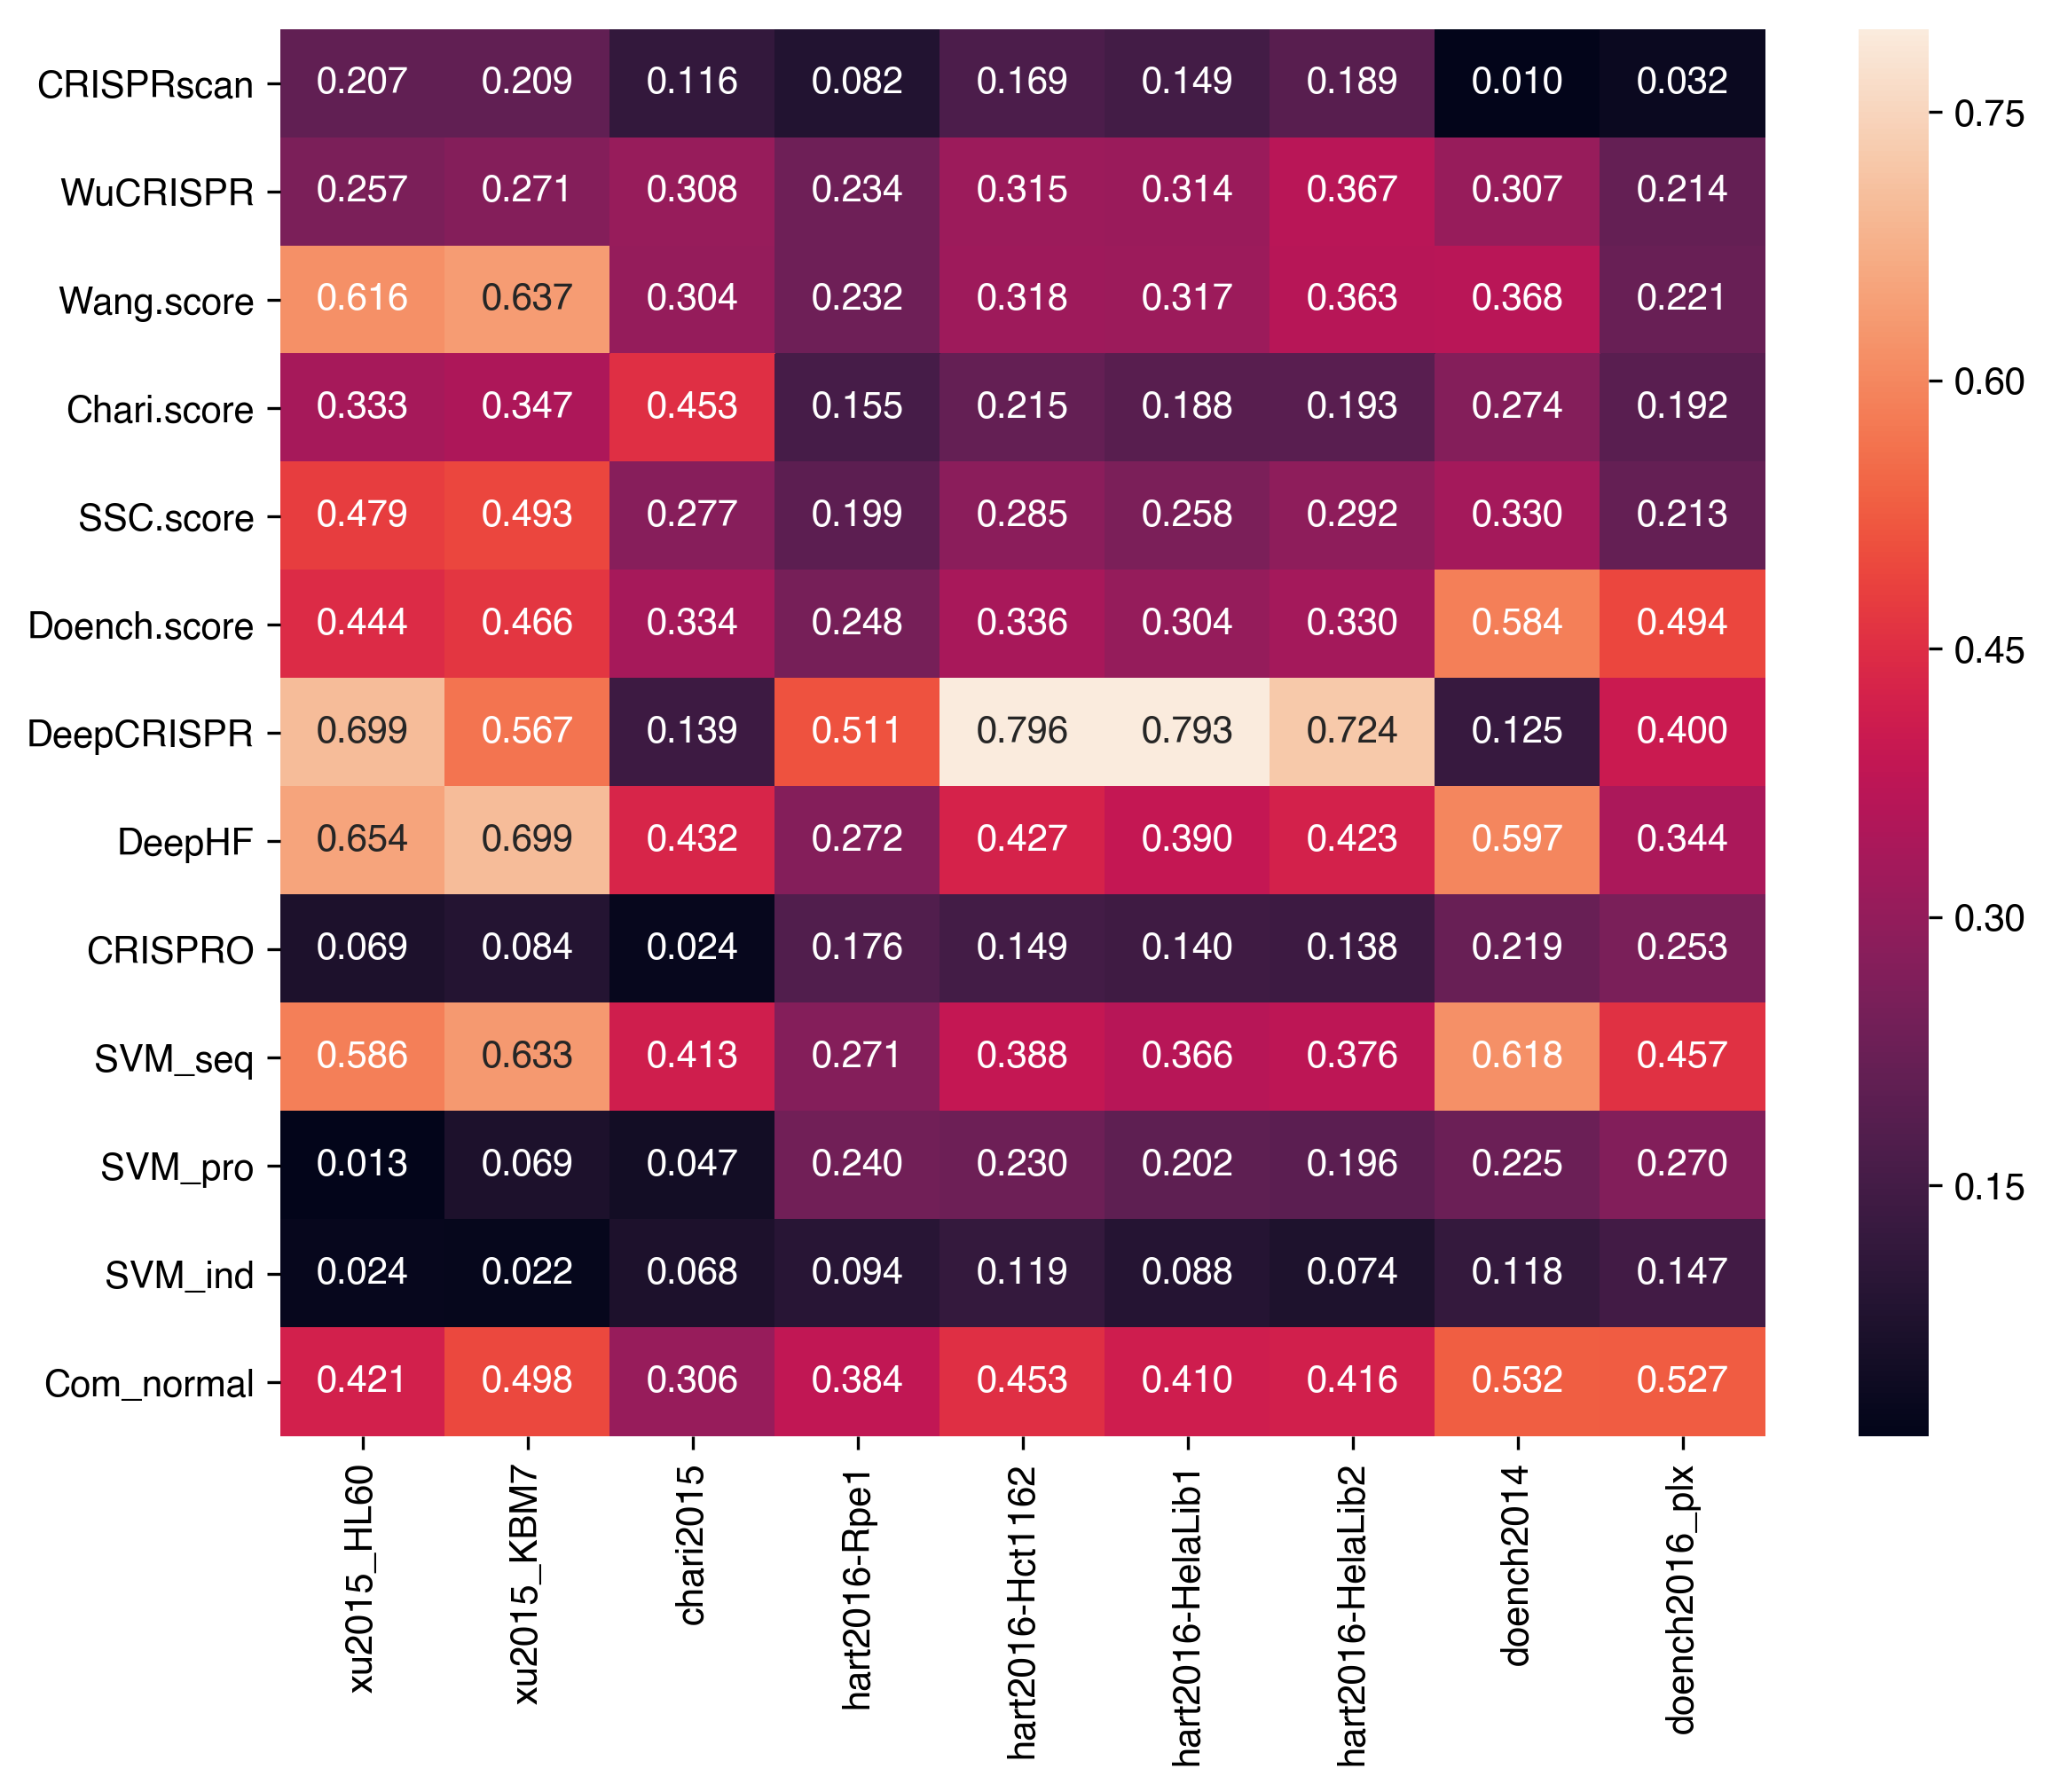 CRISPRscan 0.207 0.209 0.116 0.082 0.169 0.149 0.189 0.010 0.032
WuCRISPR 0.257 0.271 0.308 0.234 0.315 0.314 0.367 0.307 0.214
Wang.score 0.616 0.637 0.304 0.232 0.318 0.317 0.363 0.368 0.221
Chari.score 0.333 0.347 0.453 0.155 0.215 0.188 0.193 0.274 0.192
SSC.score 0.479 0.493 0.277 0.199 0.285 0.258 0.292 0.330 0.213
Doench.score 0.444 0.466 0.334 0.248 0.336 0.304 0.330 0.584 0.494
DeepCRISPR 0.699 0.567 0.139 0.511 0.796 0.793 0.724 0.125 0.400
DeepHF 0.654 0.699 0.432 0.272 0.427 0.390 0.423 0.597 0.344
CRISPRO 0.069 0.084 0.024 0.176 0.149 0.140 0.138 0.219 0.253
SVM_seq 0.586 0.633 0.413 0.271 0.388 0.366 0.376 0.618 0.457
SVM_pro 0.013 0.069 0.047 0.240 0.230 0.202 0.196 0.225 0.270
SVM_ind 0.024 0.022 0.068 0.094 0.119 0.088 0.074 0.118 0.147
Com_normal 0.421 0.498 0.306 0.384 0.453 0.410 0.416 0.532 0.527
xu2015_HL60
xu2015_KBM7
chari2015
hart2016-Rpe1
hart2016-Hct1162
hart2016-HelaLib1
hart2016-HelaLib2
doench2014
doench2016_plx
0.75
0.60
0.45
0.30
0.15